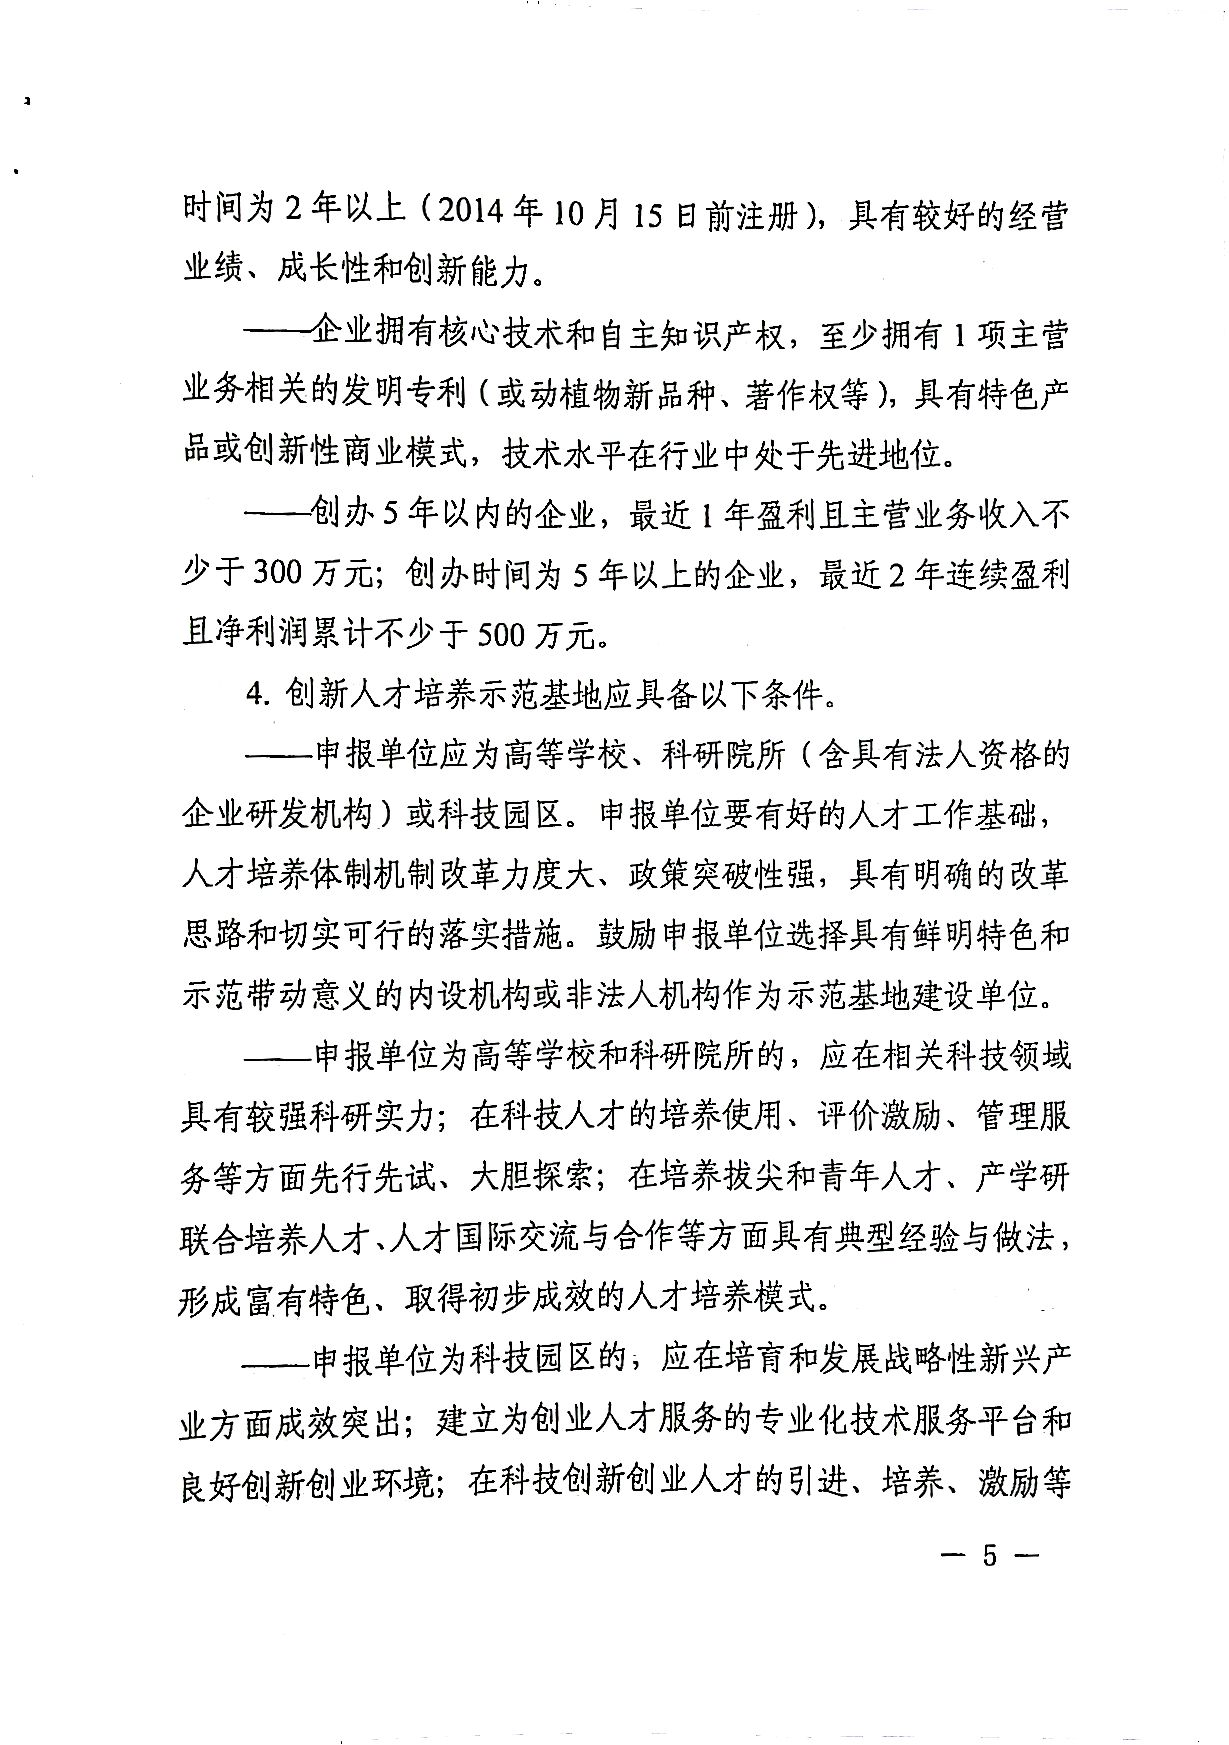 时间为2年以上（2014年10月15日前注册），具有较好的经营
业绩、成长性和创新能力。
——企业拥有核心技术和自主知识产权，至少拥有1项主营
业务相关的发明专利（或动植物新品种、著作权等），具有特色产
品或创新性商业模式，技术水平在行业中处于先进地位。
——创办5年以内的企业，最近1年盈利且主营业务收入不
少于300万元；创办时间为5年以上的企业，最近2年连续盈利
且净利润累计不少于500万元。
4. 创新人才培养示范基地应具备以下条件。
——申报单位应为高等学校、科研院所（含具有法人资格的
企业研发机构）或科技园区。申报单位要有好的人才工作基础，
人才培养体制机制改革力度大、政策突破性强，具有明确的改革
思路和切实可行的落实措施。鼓励申报单位选择具有鲜明特色和
示范带动意义的内设机构或非法人机构作为示范基地建设单位。
——申报单位为高等学校和科研院所的，应在相关科技领域
具有较强科研实力；在科技人才的培养使用、评价激励、管理服
务等方面先行先试、大胆探索；在培养拔尖和青年人才、产学研
联合培养人才、人才国际交流与合作等方面具有典型经验与做法，
形成富有特色、取得初步成效的人才培养模式。
——申报单位为科技园区的，应在培育和发展战略性新兴产
业方面成效突出；建立为创业人才服务的专业化技术服务平台和
良好创新创业环境；在科技创新创业人才的引进、培养、激励等
— 5 —